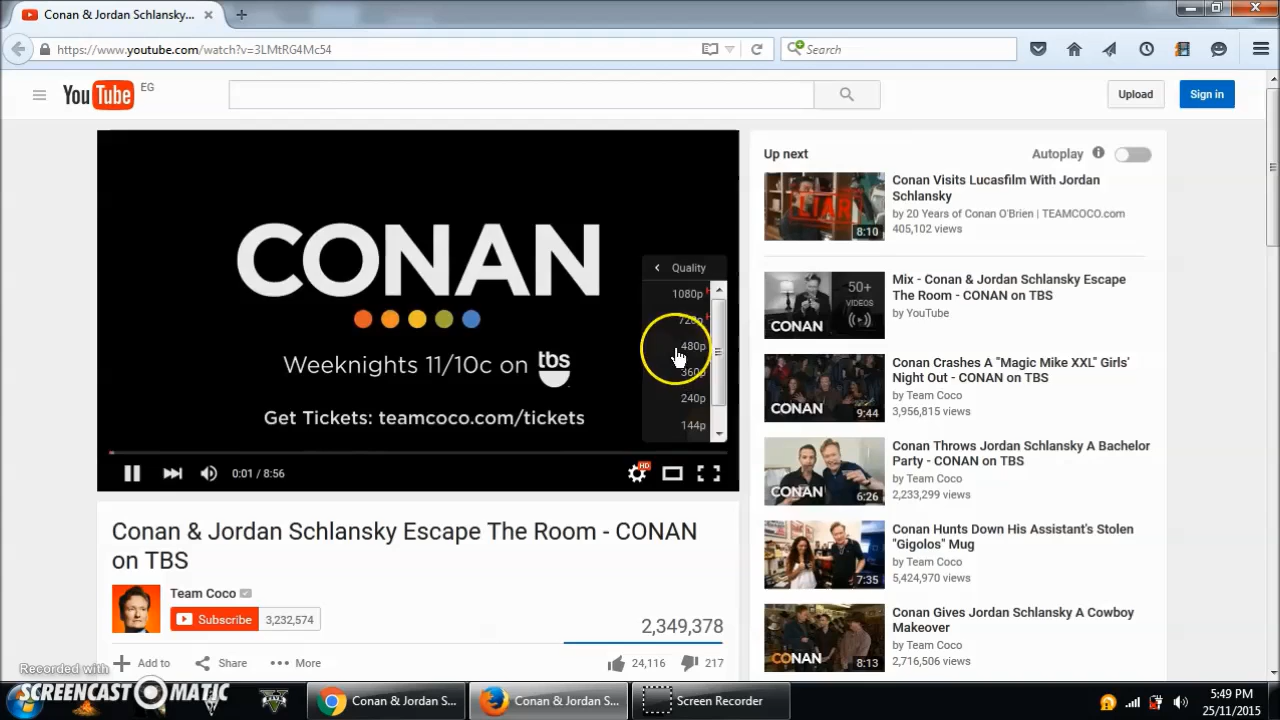 Conan & Jordan Schlansky...
https://www.youtube.com/watch?v=3LMtRG4Mc54
Search
YouTube EG
Upload
Sign in
CONAN
Weeknights 11/10c on tbs
Get Tickets: teamcoco.com/tickets
Quality
1080p
720p
480p
360p
240p
144p
0:01 / 8:56
HD
Conan & Jordan Schlansky Escape The Room - CONAN
on TBS
Team Coco
Subscribe 3,232,574
2,349,378
Add to Share More 24,116 217
Up next Autoplay
LIAR
8:10
Conan Visits Lucasfilm With Jordan
Schlansky
by 20 Years of Conan O'Brien | TEAMCOCO.com
405,102 views
50+
VIDEOS
CONAN
Mix - Conan & Jordan Schlansky Escape
The Room - CONAN on TBS
by YouTube
CONAN 9:44
Conan Crashes A "Magic Mike XXL" Girls'
Night Out - CONAN on TBS
by Team Coco
3,956,815 views
CONAN 6:26
Conan Throws Jordan Schlansky A Bachelor
Party - CONAN on TBS
by Team Coco
2,233,299 views
7:35
Conan Hunts Down His Assistant's Stolen
"Gigolos" Mug
by Team Coco
5,424,970 views
CONAN 8:13
Conan Gives Jordan Schlansky A Cowboy
Makeover
by Team Coco
2,716,506 views
Recorded with
SCREENCAST MATIC
Conan & Jordan S...
Conan & Jordan S...
Screen Recorder
5:49 PM
25/11/2015